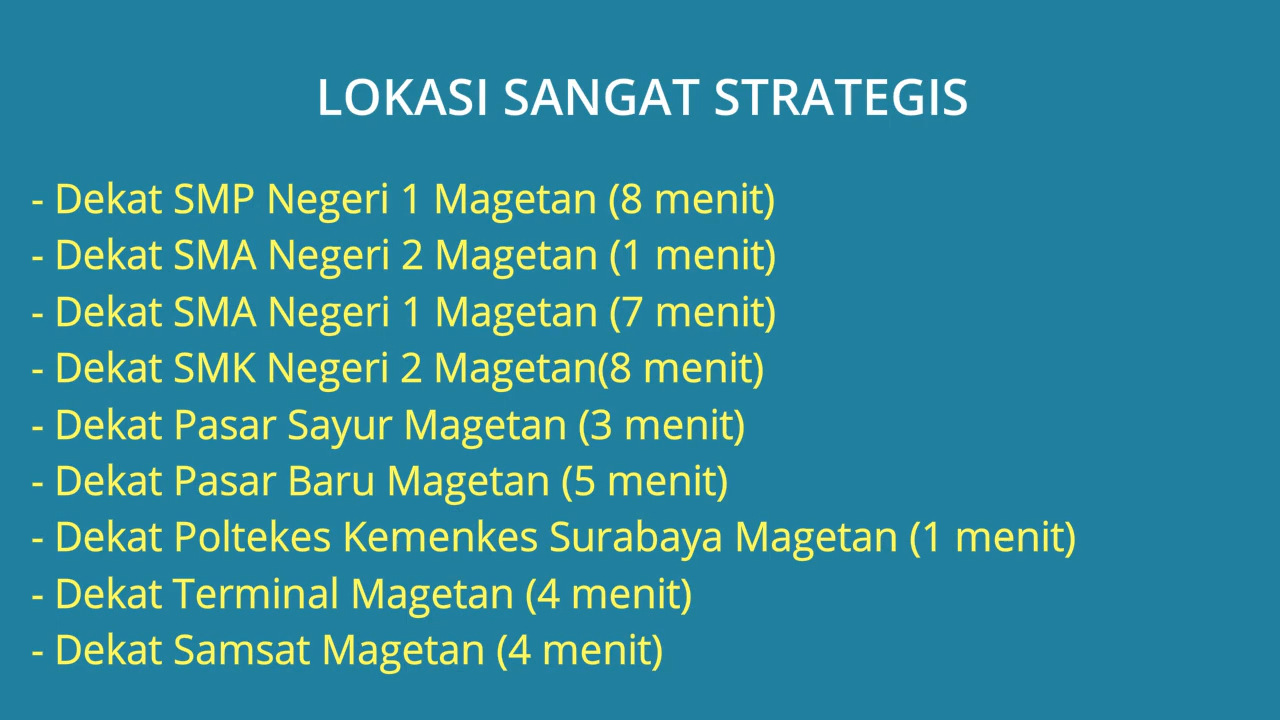 LOKASI SANGAT STRATEGIS
- Dekat SMP Negeri 1 Magetan (8 menit)
- Dekat SMA Negeri 2 Magetan (1 menit)
- Dekat SMA Negeri 1 Magetan (7 menit)
- Dekat SMK Negeri 2 Magetan(8 menit)
- Dekat Pasar Sayur Magetan (3 menit)
- Dekat Pasar Baru Magetan (5 menit)
- Dekat Poltekes Kemenkes Surabaya Magetan (1 menit)
- Dekat Terminal Magetan (4 menit)
- Dekat Samsat Magetan (4 menit)